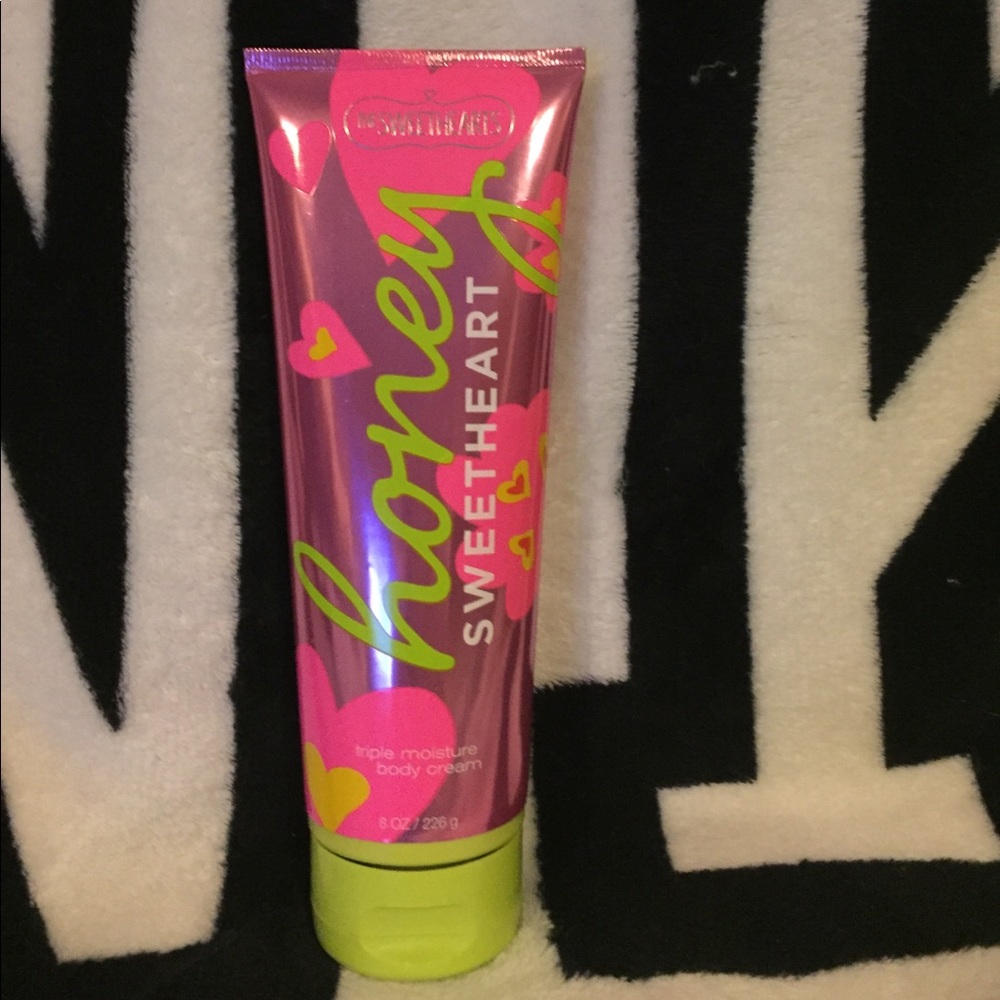 THE SWEETHEARTS
honey
SWEETHEART
triple moisture
body cream
8 OZ / 226 g